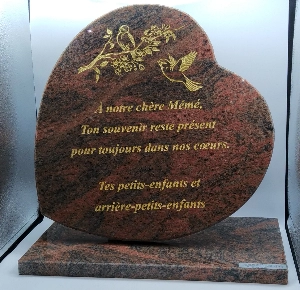 A notre chère Mémé,
Ton souvenir reste présent
pour toujours dans nos cœurs.
Tes petits-enfants et
arrière-petits-enfants